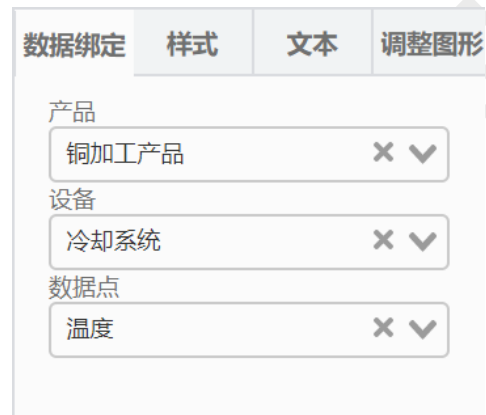 数据绑定 样式 文本 调整图形
产品
铜加工产品
设备
冷却系统
数据点
温度